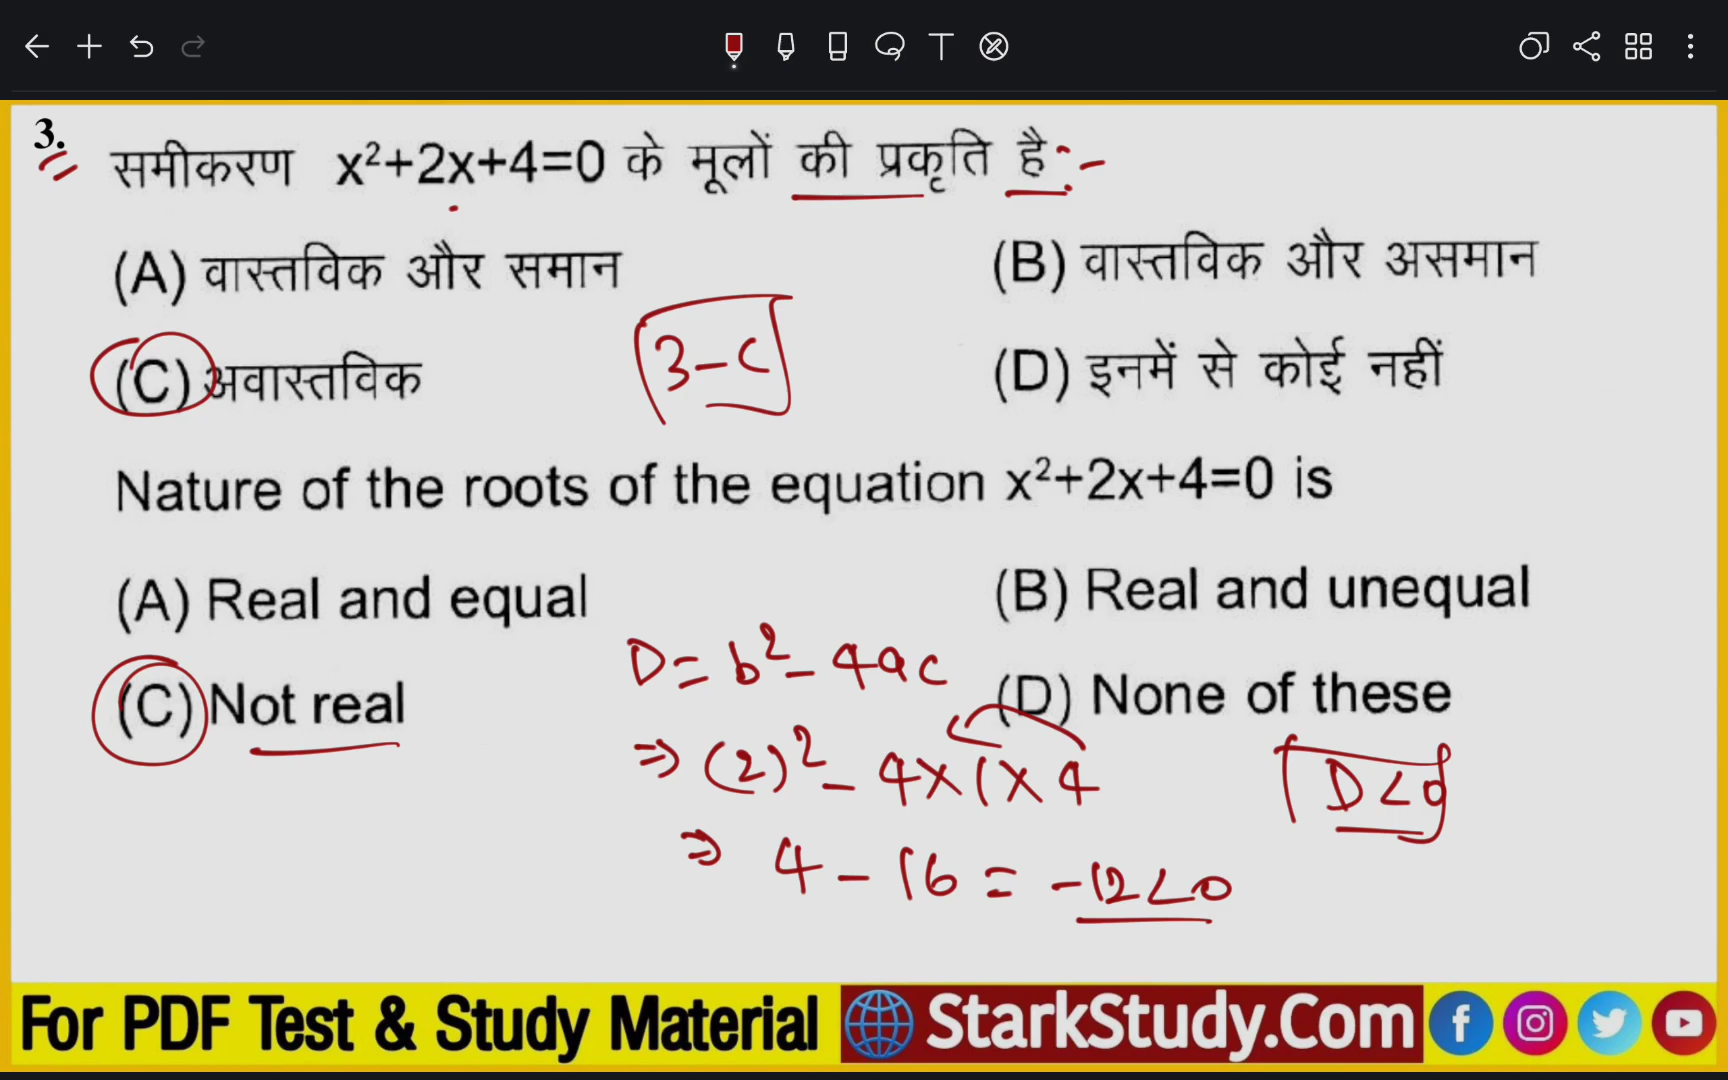 3. समीकरण x²+2x+4=0 के मूलों की प्रकृति है:-
(A) वास्तविक और समान
(B) वास्तविक और असमान
(C) अवास्तविक
3-C
(D) इनमें से कोई नहीं
Nature of the roots of the equation x²+2x+4=0 is
(A) Real and equal
(B) Real and unequal
(C) Not real
(D) None of these
D = b² - 4ac
⇒ (2)² - 4×1×4
D<0
⇒ 4 - 16 = -12<0
For PDF Test & Study Material
StarkStudy.Com